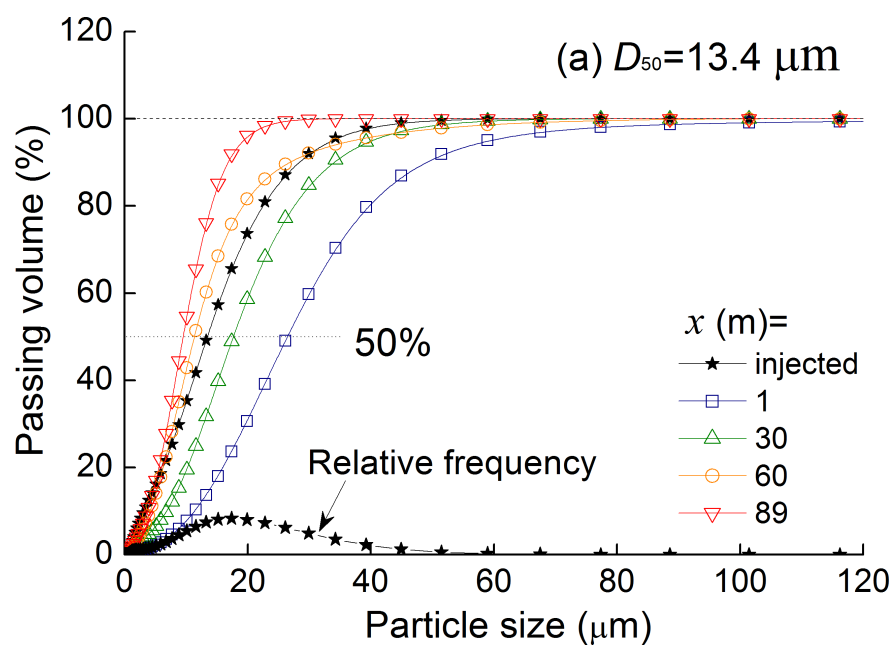 (a) D50=13.4 μm
120
100
80
60
40
20
0
Passing volume (%)
50%
Relative frequency
x (m)=
injected
1
30
60
89
0 20 40 60 80 100 120
Particle size (μm)